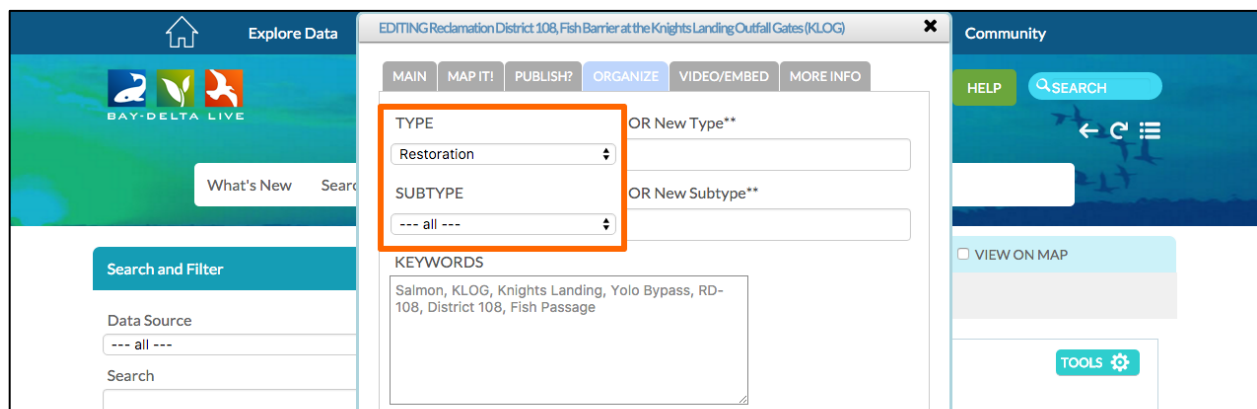 Explore Data
EDITING Reclamation District 108, Fish Barrier at the Knights Landing Outfall Gates (KLOG)
Community
MAIN MAP IT! PUBLISH? ORGANIZE VIDEO/EMBED MORE INFO
HELP
SEARCH
BAY-DELTA LIVE
TYPE
OR New Type**
Restoration
What's New
SUBTYPE
OR New Subtype**
--- all ---
KEYWORDS
VIEW ON MAP
Search and Filter
Salmon, KLOG, Knights Landing, Yolo Bypass, RD-
108, District 108, Fish Passage
Data Source
--- all ---
Search
TOOLS